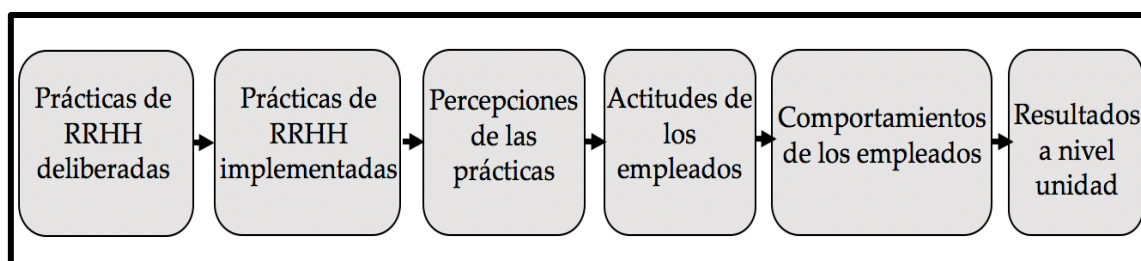 Prácticas de
RRHH
deliberadas
Prácticas de
RRHH
implementadas
Percepciones
de las
prácticas
Actitudes de
los
empleados
Comportamientos
de los empleados
Resultados
a nivel
unidad